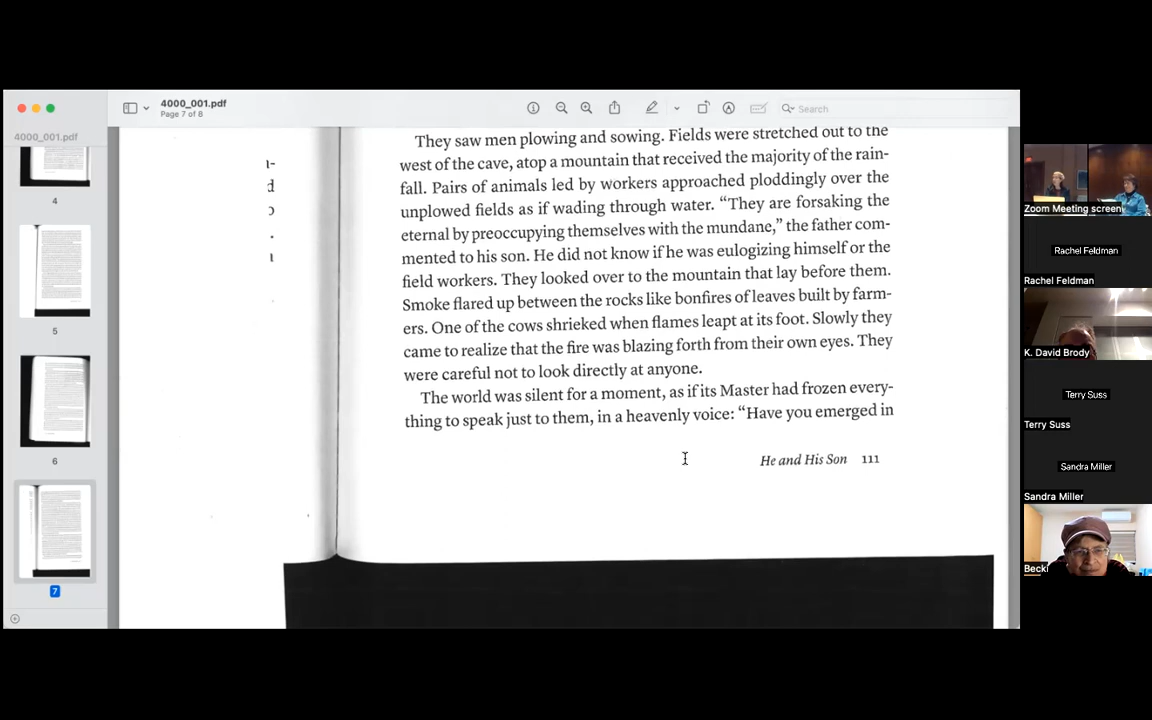 4000_001.pdf
Page 7 of 8
Search
4000_001.pdf
4
5
6
7
They saw men plowing and sowing. Fields were stretched out to the
west of the cave, atop a mountain that received the majority of the rain-
fall. Pairs of animals led by workers approached ploddingly over the
unplowed fields as if wading through water. “They are forsaking the
eternal by preoccupying themselves with the mundane,” the father com-
mented to his son. He did not know if he was eulogizing himself or the
field workers. They looked over to the mountain that lay before them.
Smoke flared up between the rocks like bonfires of leaves built by farm-
ers. One of the cows shrieked when flames leapt at its foot. Slowly they
came to realize that the fire was blazing forth from their own eyes. They
were careful not to look directly at anyone.
The world was silent for a moment, as if its Master had frozen every-
thing to speak just to them, in a heavenly voice: “Have you emerged in
He and His Son 111
Zoom Meeting screen
Rachel Feldman
Rachel Feldman
K. David Brody
Terry Suss
Terry Suss
Sandra Miller
Sandra Miller